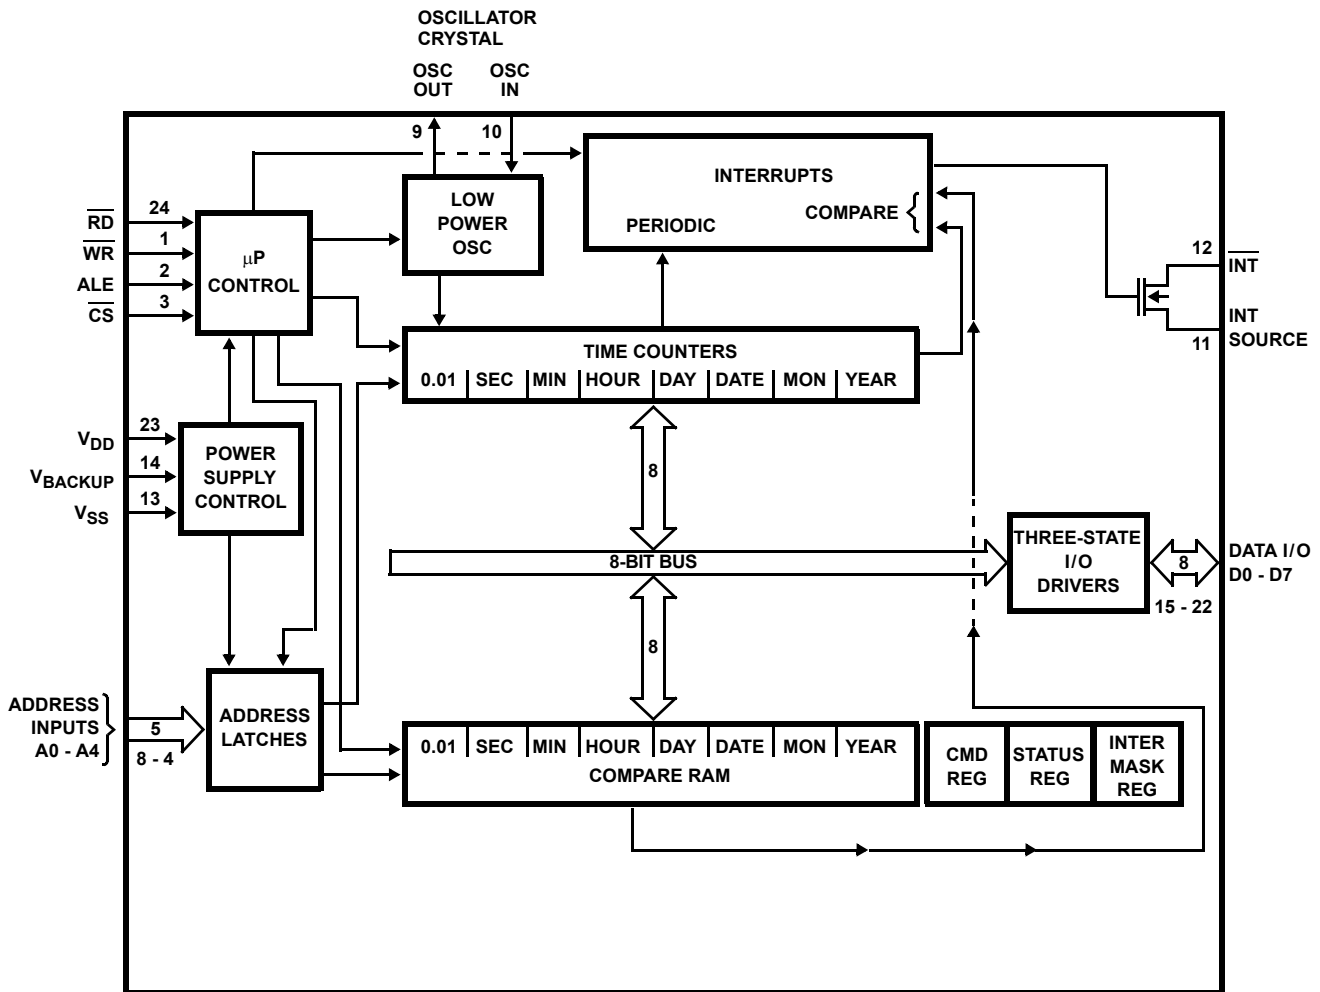 OSCILLATOR
CRYSTAL
OSC
OUT
OSC
IN
9
10
INTERRUPTS
COMPARE
PERIODIC
LOW
POWER
OSC
RD
24
WR
1
ALE
2
CS
3
µP
CONTROL
12
INT
INT
SOURCE
11
TIME COUNTERS
0.01 SEC MIN HOUR DAY DATE MON YEAR
VDD
23
VBACKUP
14
VSS
13
POWER
SUPPLY
CONTROL
8
8-BIT BUS
THREE-STATE
I/O
DRIVERS
8
DATA I/O
D0 - D7
15 - 22
8
ADDRESS
INPUTS
A0 - A4
5
8 - 4
ADDRESS
LATCHES
0.01 SEC MIN HOUR DAY DATE MON YEAR
COMPARE RAM
CMD
REG
STATUS
REG
INTER
MASK
REG